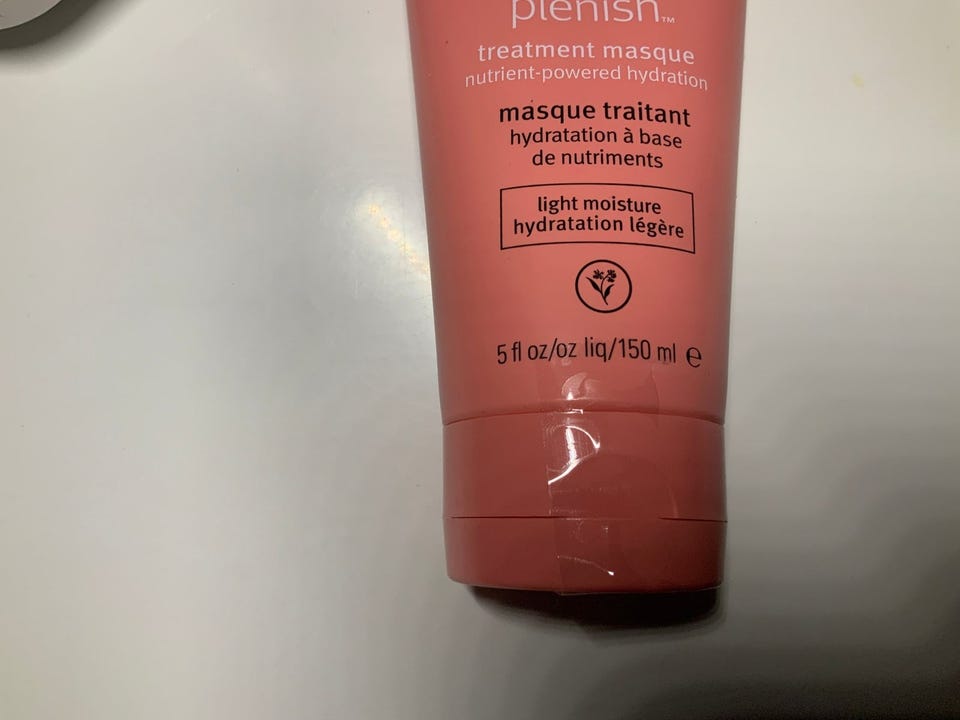 plenish™
treatment masque
nutrient-powered hydration
masque traitant
hydratation à base
de nutriments
light moisture
hydratation légère
5 fl oz/oz liq/150 ml ℮